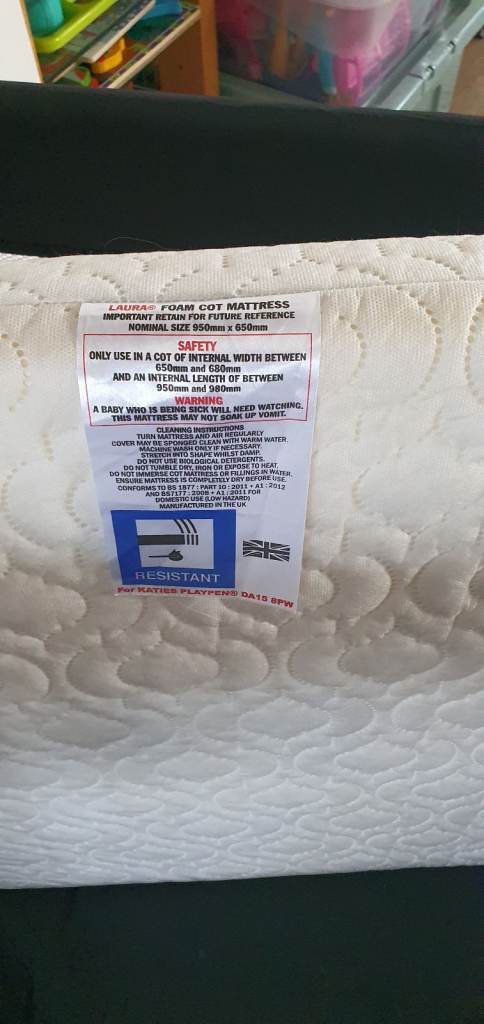 LAURA® FOAM COT MATTRESS
IMPORTANT RETAIN FOR FUTURE REFERENCE
NOMINAL SIZE 950mm x 650mm
SAFETY
ONLY USE IN A COT OF INTERNAL WIDTH BETWEEN
650mm and 680mm
AND AN INTERNAL LENGTH OF BETWEEN
950mm and 980mm
WARNING
A BABY WHO IS BEING SICK WILL NEED WATCHING.
THIS MATTRESS MAY NOT SOAK UP VOMIT.
CLEANING INSTRUCTIONS
TURN MATTRESS AND AIR REGULARLY
COVER MAY BE SPONGED CLEAN WITH WARM WATER.
MACHINE WASH ONLY IF NECESSARY.
STRETCH INTO SHAPE WHILST DAMP.
DO NOT USE BIOLOGICAL DETERGENTS.
DO NOT TUMBLE DRY, IRON OR EXPOSE TO HEAT.
DO NOT IMMERSE COT MATTRESS OR FILLINGS IN WATER.
ENSURE MATTRESS IS COMPLETELY DRY BEFORE USE.
CONFORMS TO BS 1877 : PART 10 : 2011 + A1 : 2012
AND BS7177 : 2008 + A1 : 2011 FOR
DOMESTIC USE (LOW HAZARD)
MANUFACTURED IN THE UK
RESISTANT
For KATIES PLAYPEN® DA15 8PW